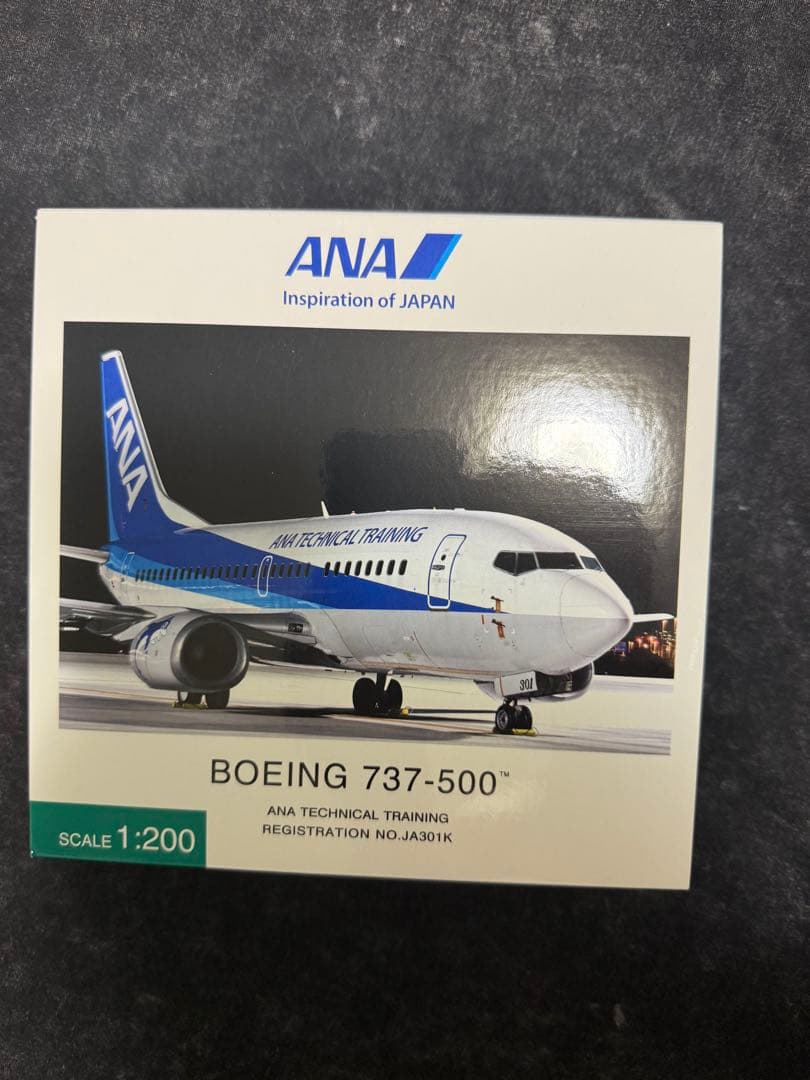 ANA
Inspiration of JAPAN
ANA
ANA TECHNICAL TRAINING
301
BOEING 737-500™
ANA TECHNICAL TRAINING
REGISTRATION NO.JA301K
SCALE 1:200